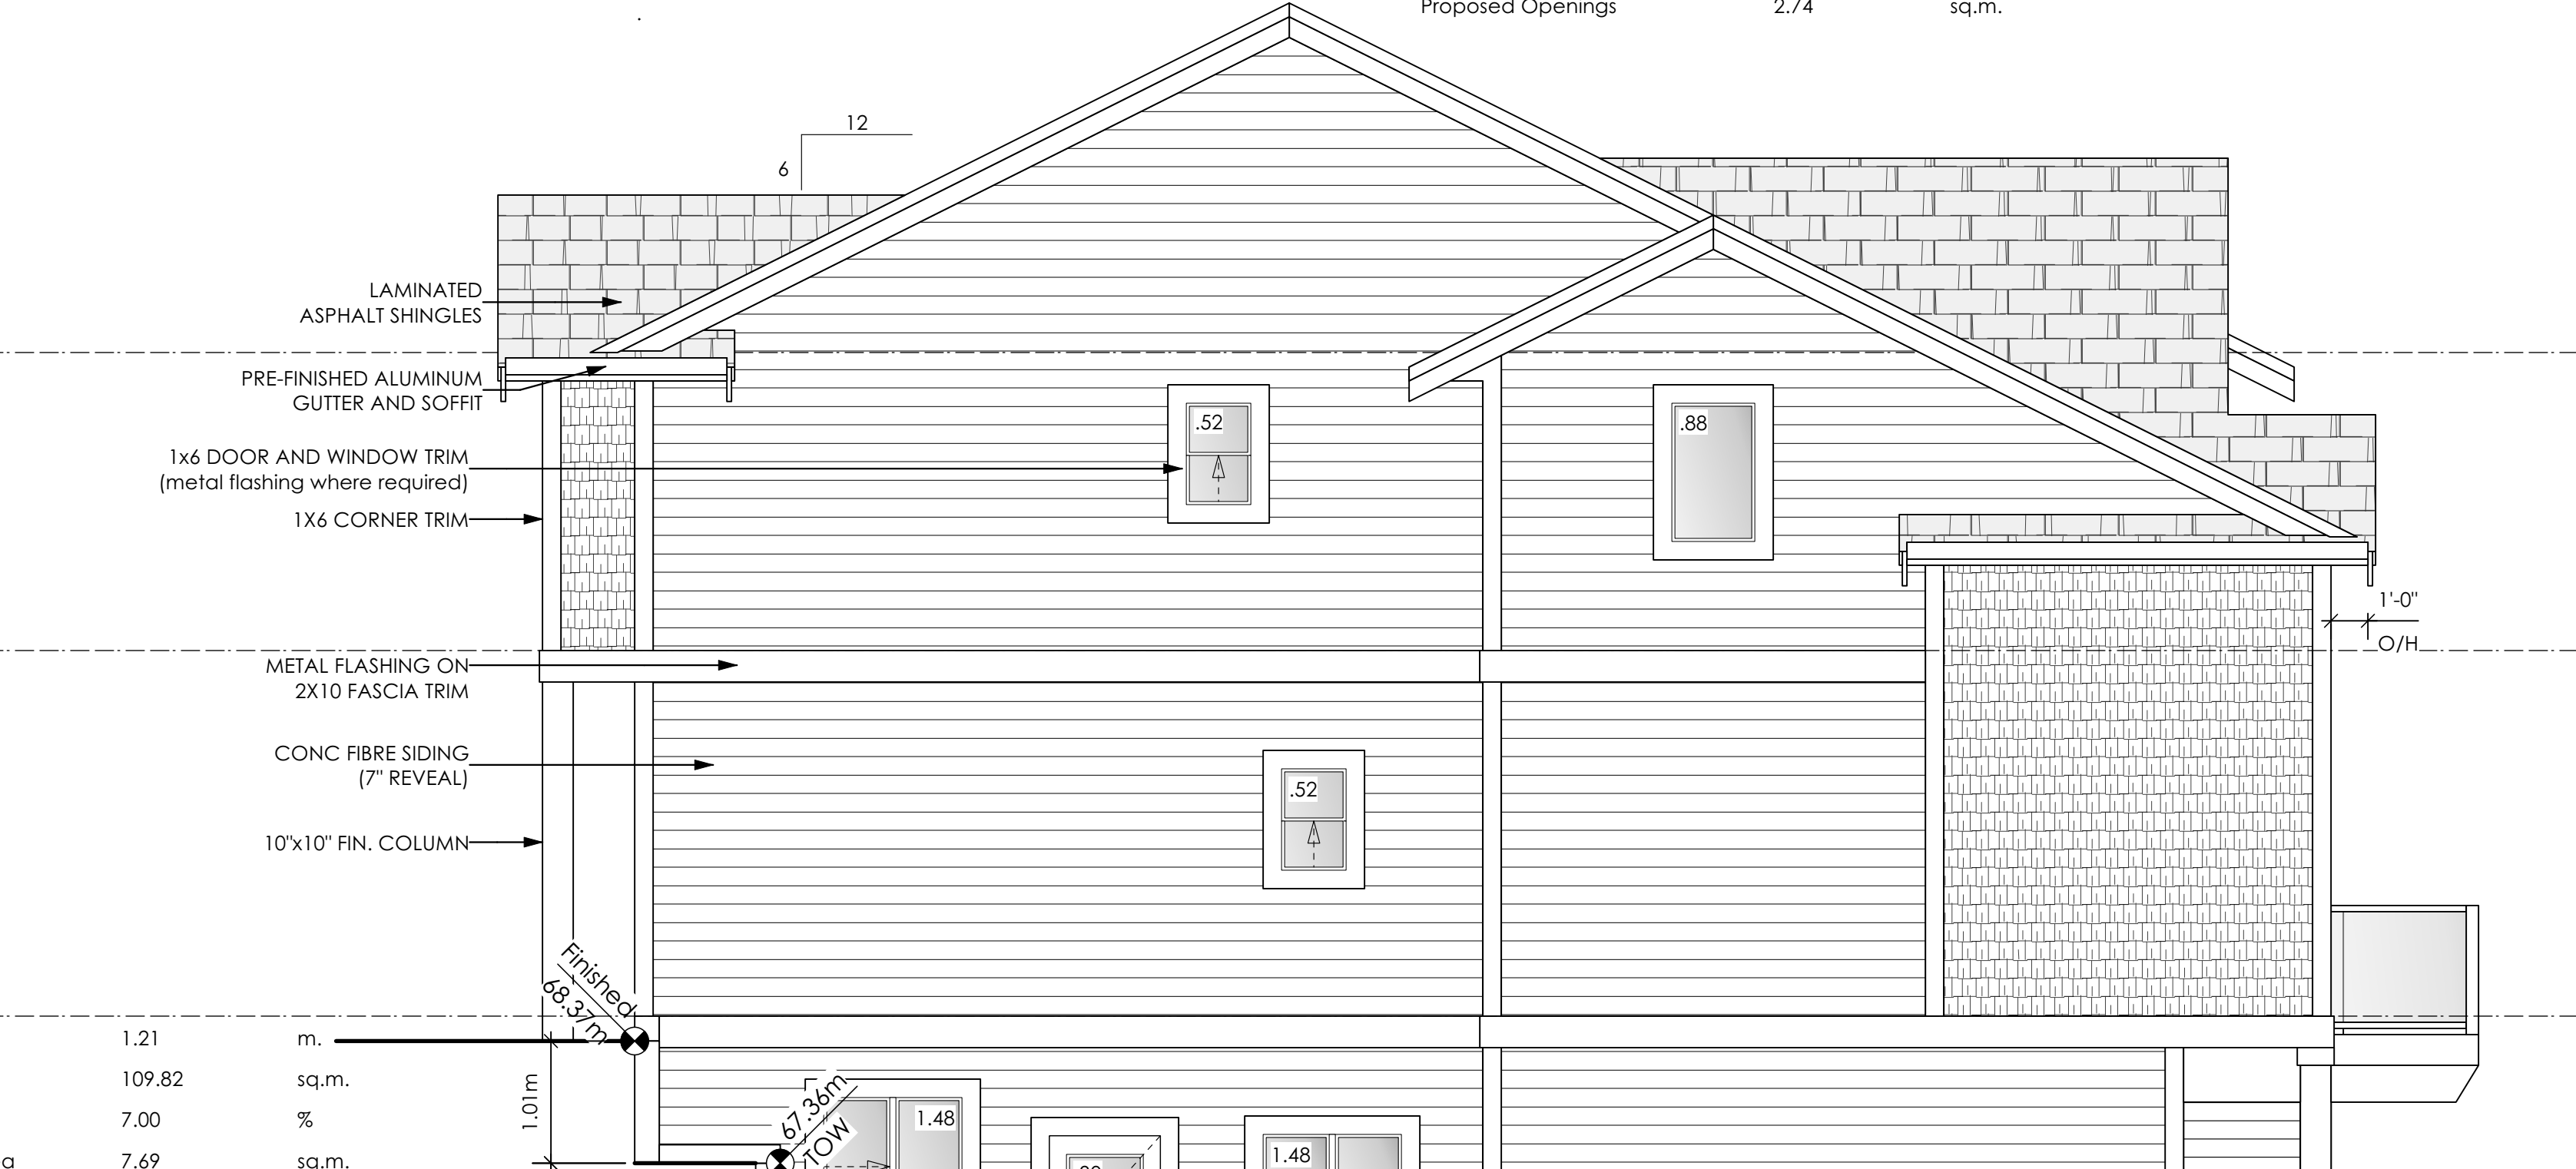 Proposed Openings 2.74 sq.m.
12
6
LAMINATED
ASPHALT SHINGLES
PRE-FINISHED ALUMINUM
GUTTER AND SOFFIT
.52
.88
1x6 DOOR AND WINDOW TRIM
(metal flashing where required)
1X6 CORNER TRIM
1'-0"
O/H
METAL FLASHING ON
2X10 FASCIA TRIM
CONC FIBRE SIDING
(7" REVEAL)
.52
10"x10" FIN. COLUMN
Finished
68.37m
1.21 m.
109.82 sq.m.
7.00 %
a 7.69 sq.m.
1.01m
67.36m
TOW
1.48
1.48